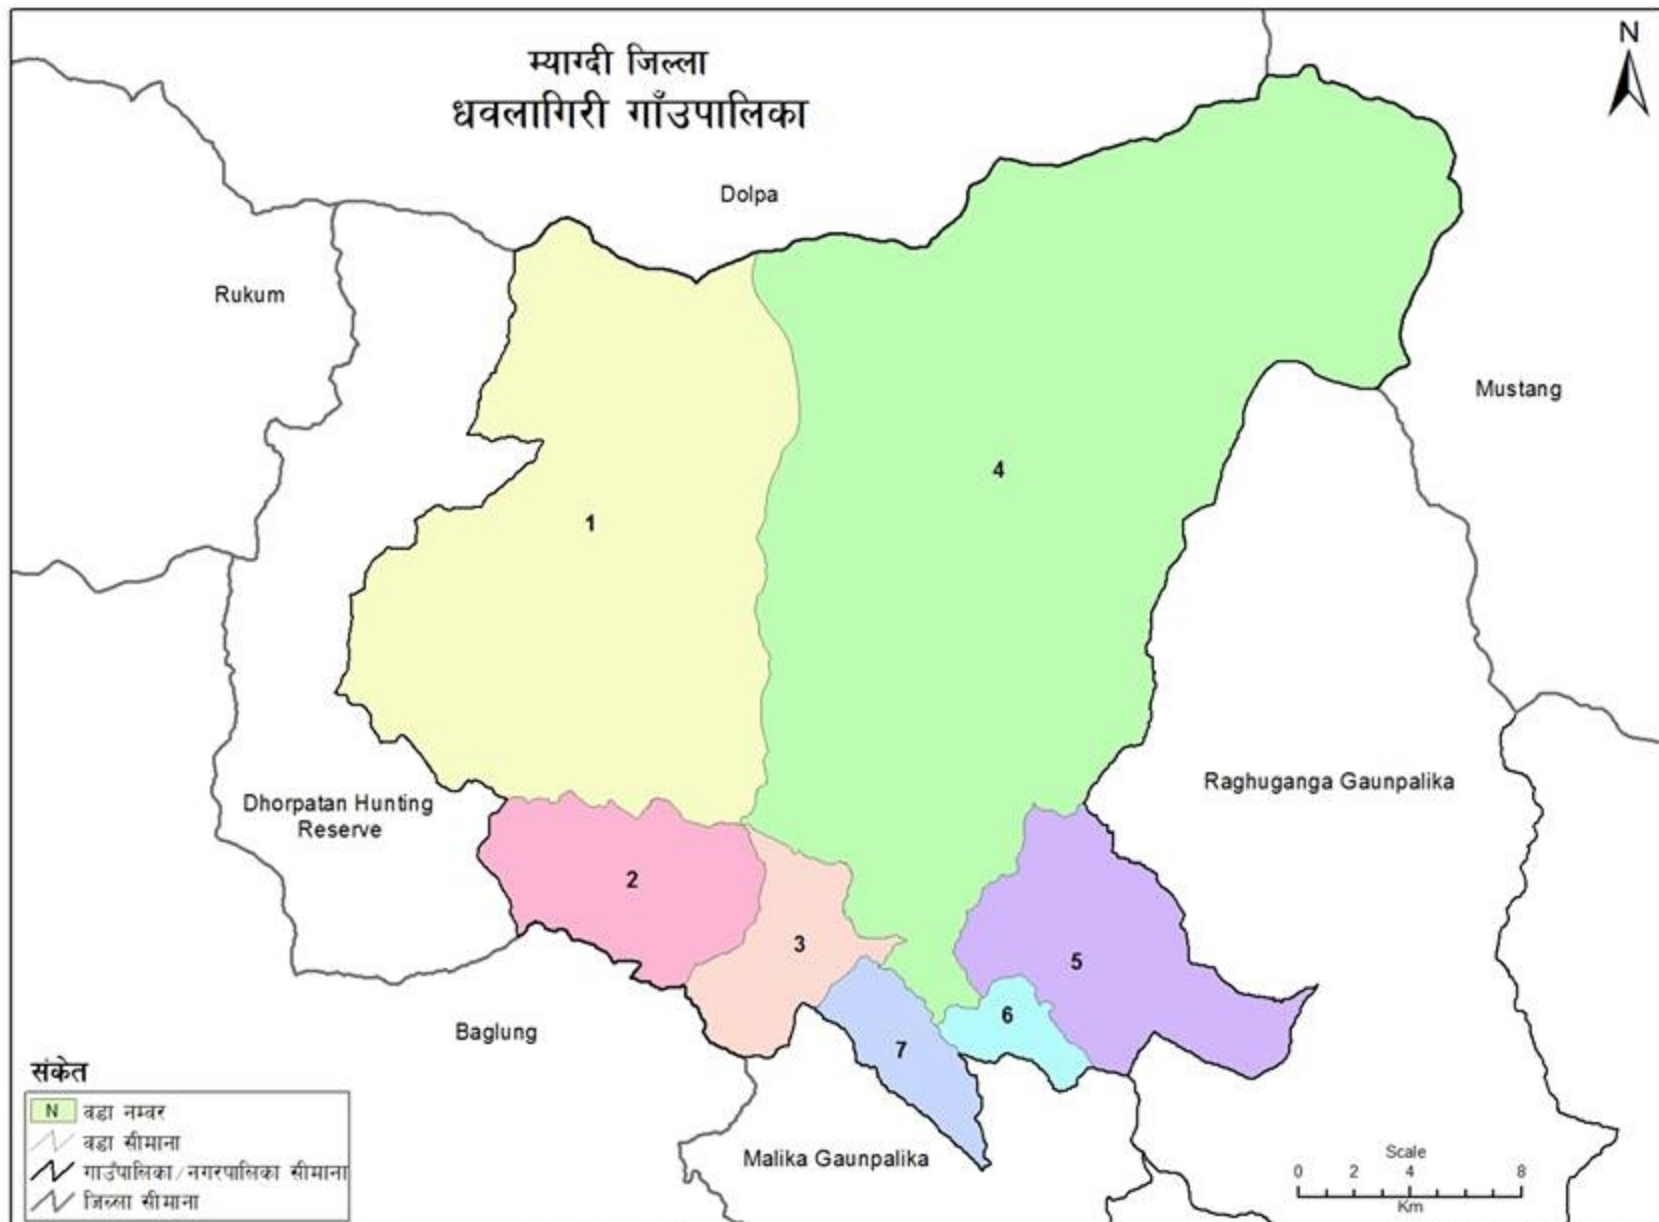 म्याग्दी जिल्ला
धवलागिरी गाँउपालिका
N
Dolpa
Rukum
Mustang
4
1
Raghuganga Gaunpalika
Dhorpatan Hunting
Reserve
2
3
5
6
7
Baglung
Malika Gaunpalika
संकेत
N वडा नम्वर
वडा सीमाना
गाउँपालिका/नगरपालिका सीमाना
जिल्ला सीमाना
Scale
0 2 4 8
Km